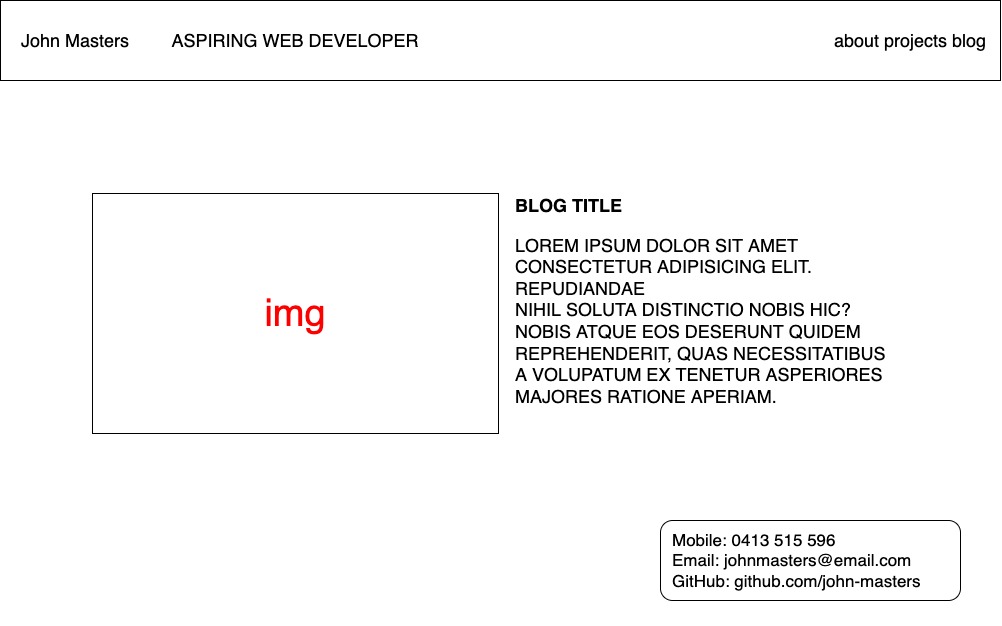 John Masters ASPIRING WEB DEVELOPER about projects blog
img
BLOG TITLE
LOREM IPSUM DOLOR SIT AMET
CONSECTETUR ADIPISICING ELIT.
REPUDIANDAE
NIHIL SOLUTA DISTINCTIO NOBIS HIC?
NOBIS ATQUE EOS DESERUNT QUIDEM
REPREHENDERIT, QUAS NECESSITATIBUS
A VOLUPATUM EX TENETUR ASPERIORES
MAJORES RATIONE APERIAM.
Mobile: 0413 515 596
Email: johnmasters@email.com
GitHub: github.com/john-masters